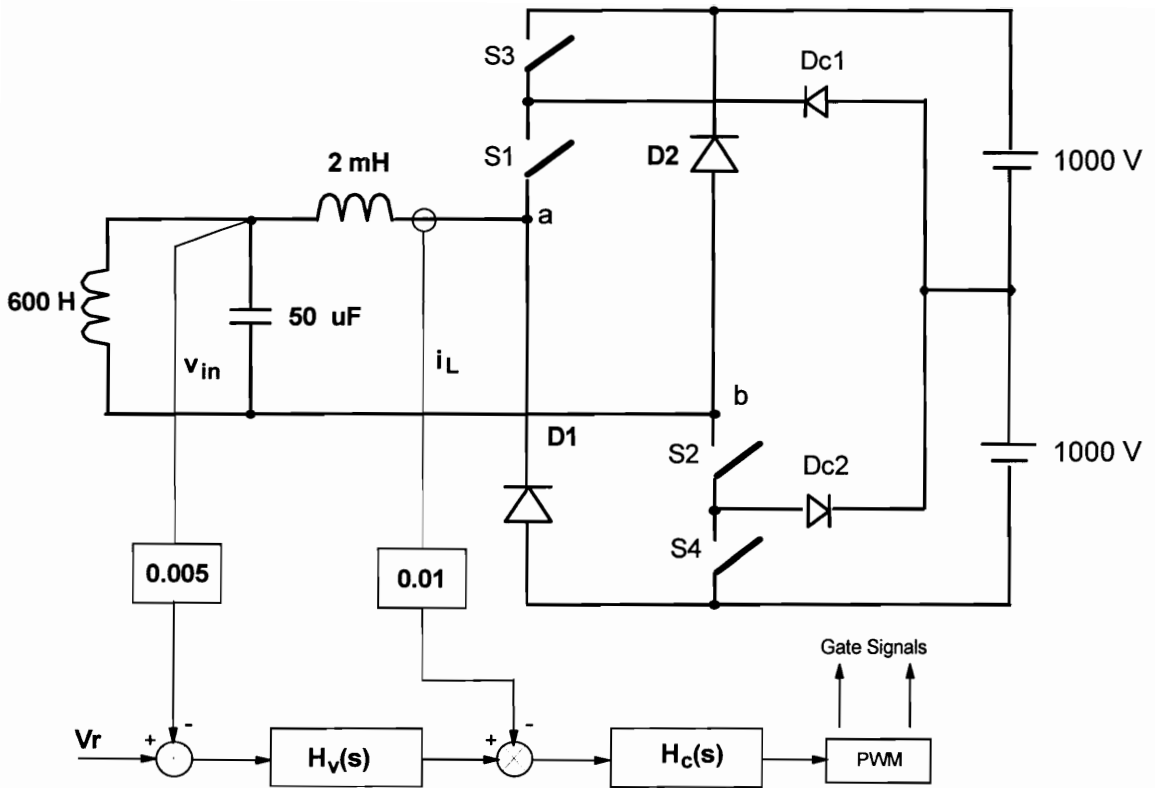 S3
Dc1
S1
D2
1000 V
2 mH
a
600 H
50 uF
v_in
i_L
b
D1
S2
Dc2
1000 V
S4
0.005
0.01
Gate Signals
Vr
+
-
H_v(s)
+
-
H_c(s)
PWM